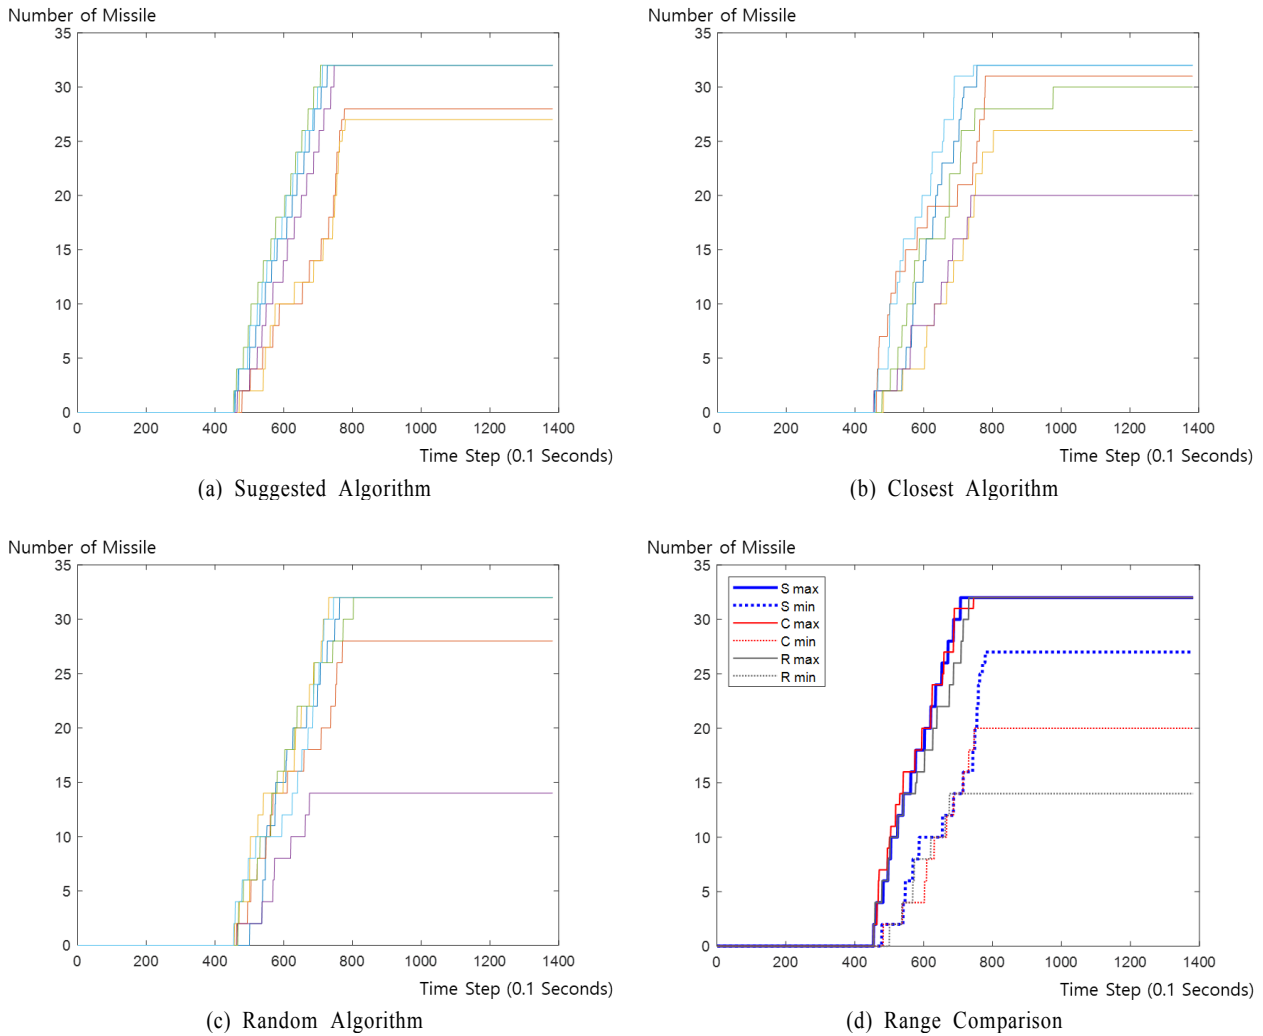 Number of Missile
35
30
25
20
15
10
5
0
0 200 400 600 800 1000 1200 1400
Time Step (0.1 Seconds)
(a) Suggested Algorithm
Number of Missile
35
30
25
20
15
10
5
0
0 200 400 600 800 1000 1200 1400
Time Step (0.1 Seconds)
(b) Closest Algorithm
Number of Missile
35
30
25
20
15
10
5
0
0 200 400 600 800 1000 1200 1400
Time Step (0.1 Seconds)
(c) Random Algorithm
Number of Missile
35
30
25
20
15
10
5
0
S max
S min
C max
C min
R max
R min
0 200 400 600 800 1000 1200 1400
Time Step (0.1 Seconds)
(d) Range Comparison